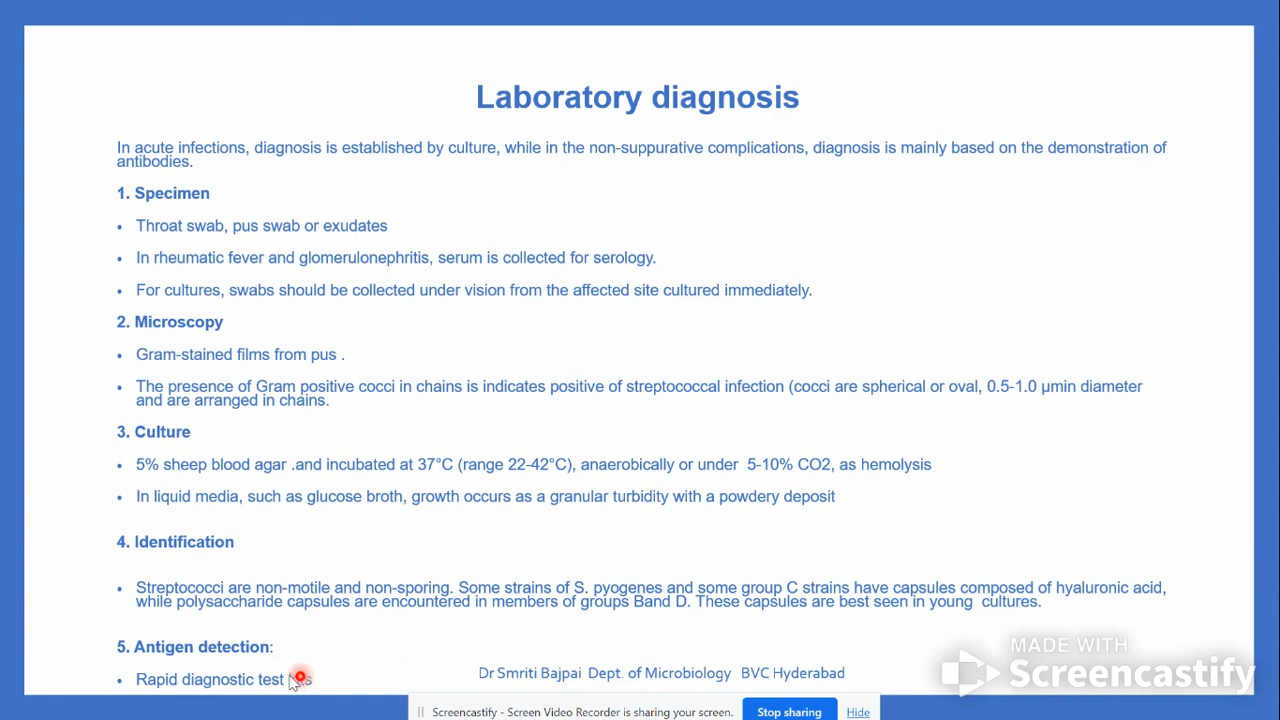 Laboratory diagnosis
In acute infections, diagnosis is established by culture, while in the non-suppurative complications, diagnosis is mainly based on the demonstration of
antibodies.
1. Specimen
• Throat swab, pus swab or exudates
• In rheumatic fever and glomerulonephritis, serum is collected for serology.
• For cultures, swabs should be collected under vision from the affected site cultured immediately.
2. Microscopy
• Gram-stained films from pus .
• The presence of Gram positive cocci in chains is indicates positive of streptococcal infection (cocci are spherical or oval, 0.5-1.0 µmin diameter
and are arranged in chains.
3. Culture
• 5% sheep blood agar .and incubated at 37°C (range 22-42°C), anaerobically or under 5-10% CO2, as hemolysis
• In liquid media, such as glucose broth, growth occurs as a granular turbidity with a powdery deposit
4. Identification
• Streptococci are non-motile and non-sporing. Some strains of S. pyogenes and some group C strains have capsules composed of hyaluronic acid,
while polysaccharide capsules are encountered in members of groups Band D. These capsules are best seen in young cultures.
5. Antigen detection:
• Rapid diagnostic test
Dr Smriti Bajpai Dept. of Microbiology BVC Hyderabad
MADE WITH
Screencastify
Screencastify - Screen Video Recorder is sharing your screen.
Stop sharing
Hide